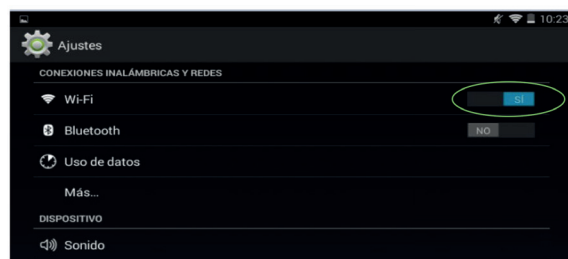 10:23
Ajustes
CONEXIONES INALÁMBRICAS Y REDES
Wi-Fi SÍ
Bluetooth NO
Uso de datos
Más...
DISPOSITIVO
Sonido